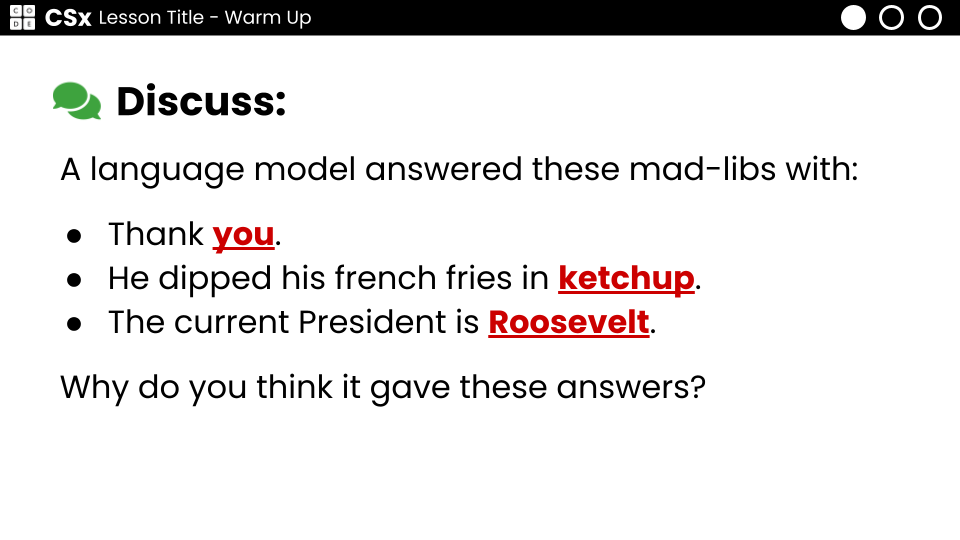 CODE CSx Lesson Title - Warm Up
Discuss:
A language model answered these mad-libs with:
● Thank you.
● He dipped his french fries in ketchup.
● The current President is Roosevelt.
Why do you think it gave these answers?